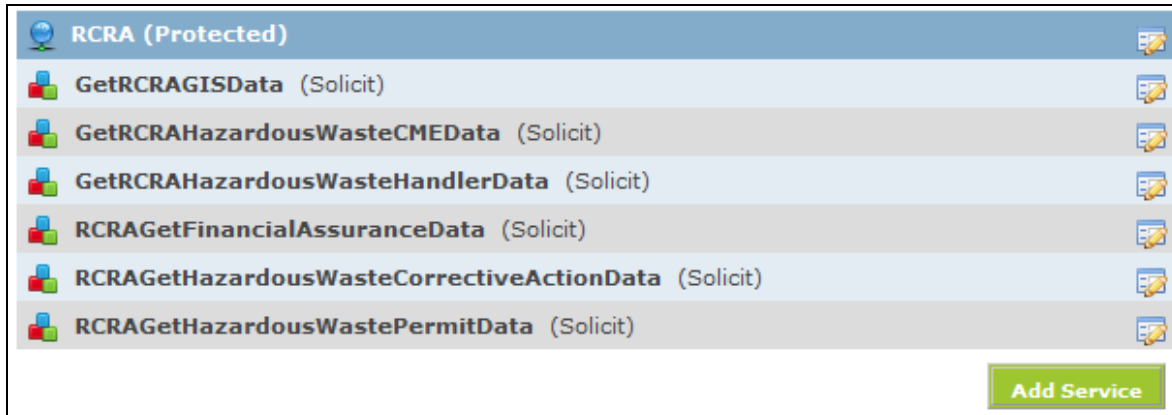 RCRA (Protected)
GetRCRAGISData (Solicit)
GetRCRAHazardousWasteCMEData (Solicit)
GetRCRAHazardousWasteHandlerData (Solicit)
RCRAGetFinancialAssuranceData (Solicit)
RCRAGetHazardousWasteCorrectiveActionData (Solicit)
RCRAGetHazardousWastePermitData (Solicit)
Add Service